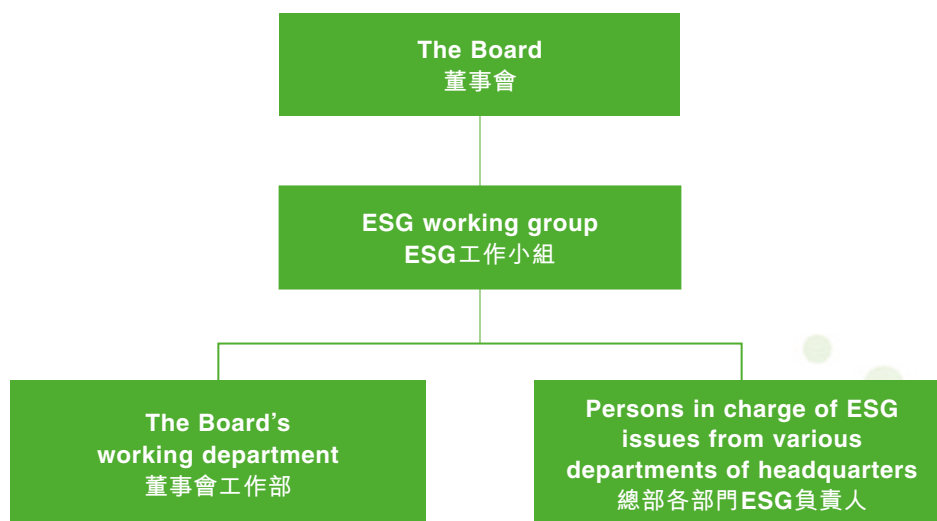 The Board
董事會
ESG working group
ESG工作小組
The Board’s
working department
董事會工作部
Persons in charge of ESG
issues from various
departments of headquarters
總部各部門ESG負責人